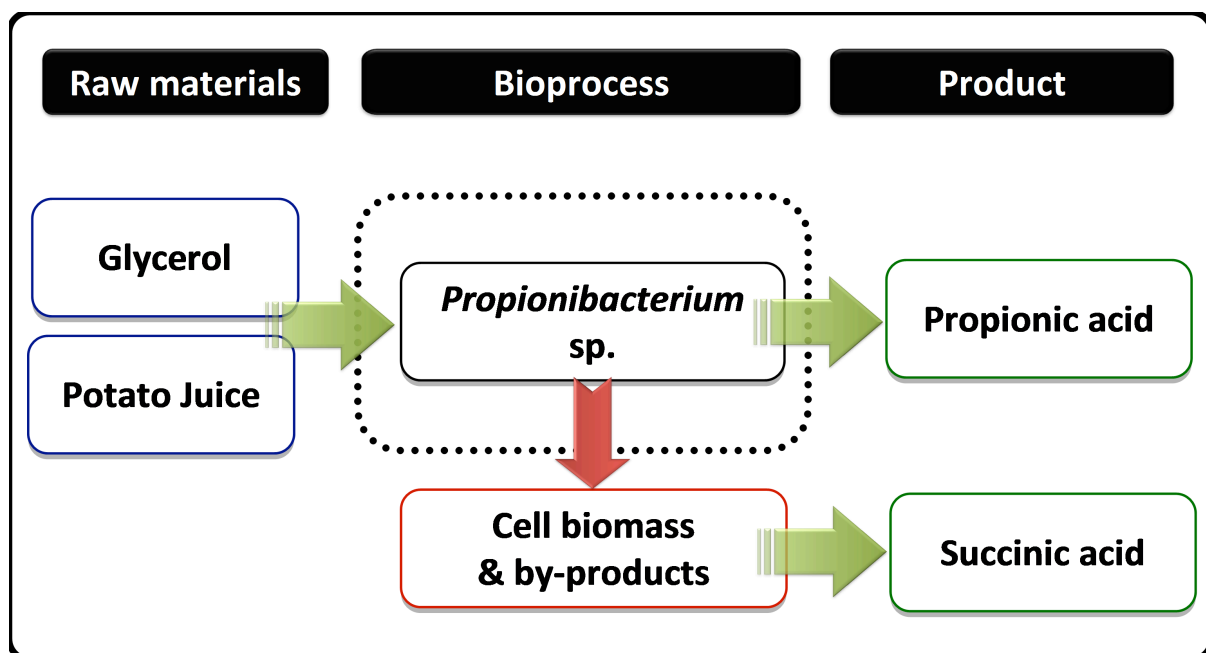 Raw materials
Bioprocess
Product
Glycerol
Potato Juice
Propionibacterium
sp.
Propionic acid
Cell biomass
& by-products
Succinic acid